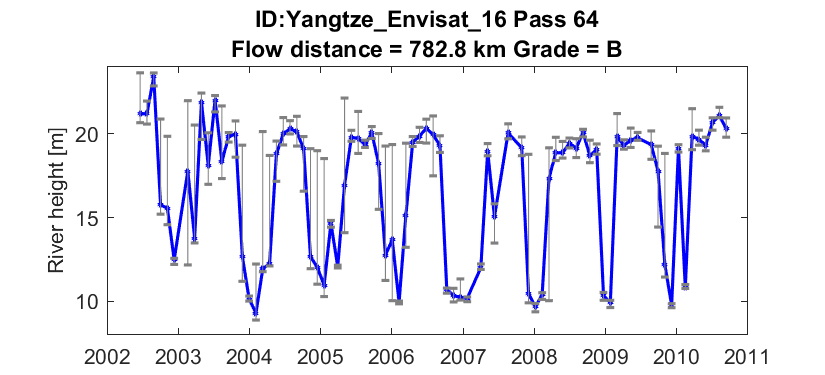 ID:Yangtze_Envisat_16 Pass 64
Flow distance = 782.8 km Grade = B
River height [m]
20
15
10
2002 2003 2004 2005 2006 2007 2008 2009 2010 2011